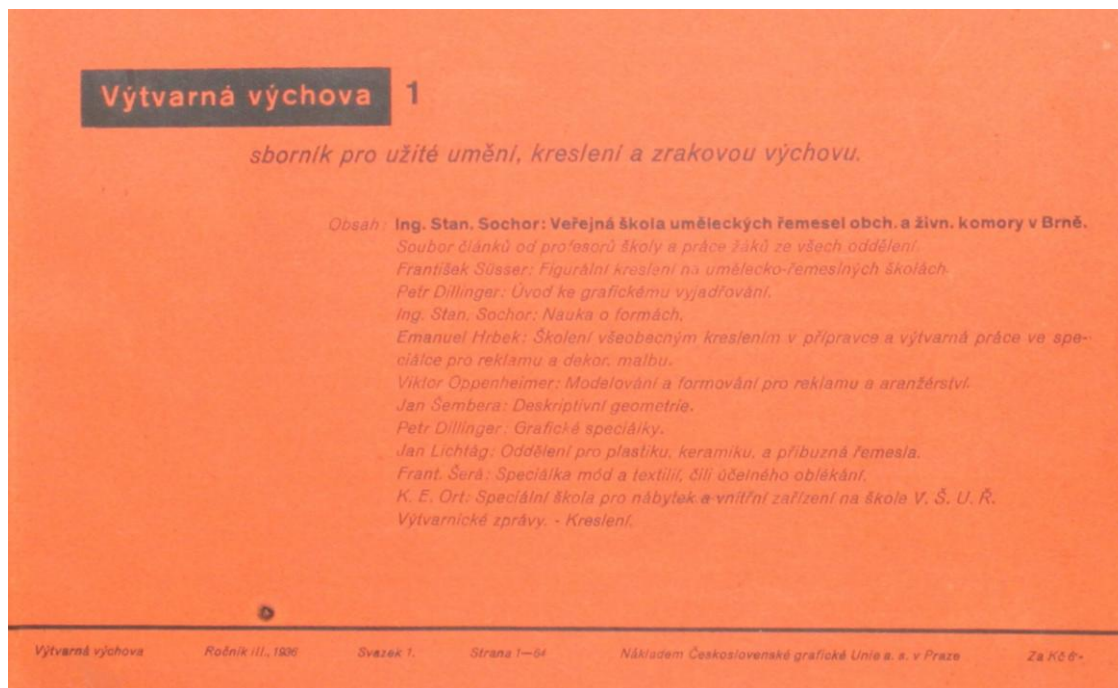 Výtvarná výchova 1
sborník pro užité umění, kreslení a zrakovou výchovu.
Obsah: Ing. Stan. Sochor: Veřejná škola uměleckých řemesel obch. a živn. komory v Brně.
Soubor článků od profesorů školy a práce žáků ze všech oddělení.
František Süsser: Figurální kreslení na umělecko-řemeslných školách.
Petr Dillinger: Úvod ke grafickému vyjadřování.
Ing. Stan. Sochor: Nauka o formách.
Emanuel Hrbek: Školení všeobecným kreslením v přípravce a výtvarná práce ve spe-
ciálce pro reklamu a dekor. malbu.
Viktor Oppenheimer: Modelování a formování pro reklamu a aranžérství.
Jan Šembera: Deskriptivní geometrie.
Petr Dillinger: Grafické speciálky.
Jan Lichtág: Oddělení pro plastiku, keramiku, a příbuzná řemesla.
Frant. Šerá: Speciálka mód a textilií, čili účelného oblékání.
K. E. Ort: Speciální škola pro nábytek a vnitřní zařízení na škole V. Š. U. Ř.
Výtvarnické zprávy. - Kreslení.
Výtvarná výchova Ročník III., 1936 Svazek 1. Strana 1—64 Nákladem Československé grafické Unie a. s. v Praze Za Kč 6·-